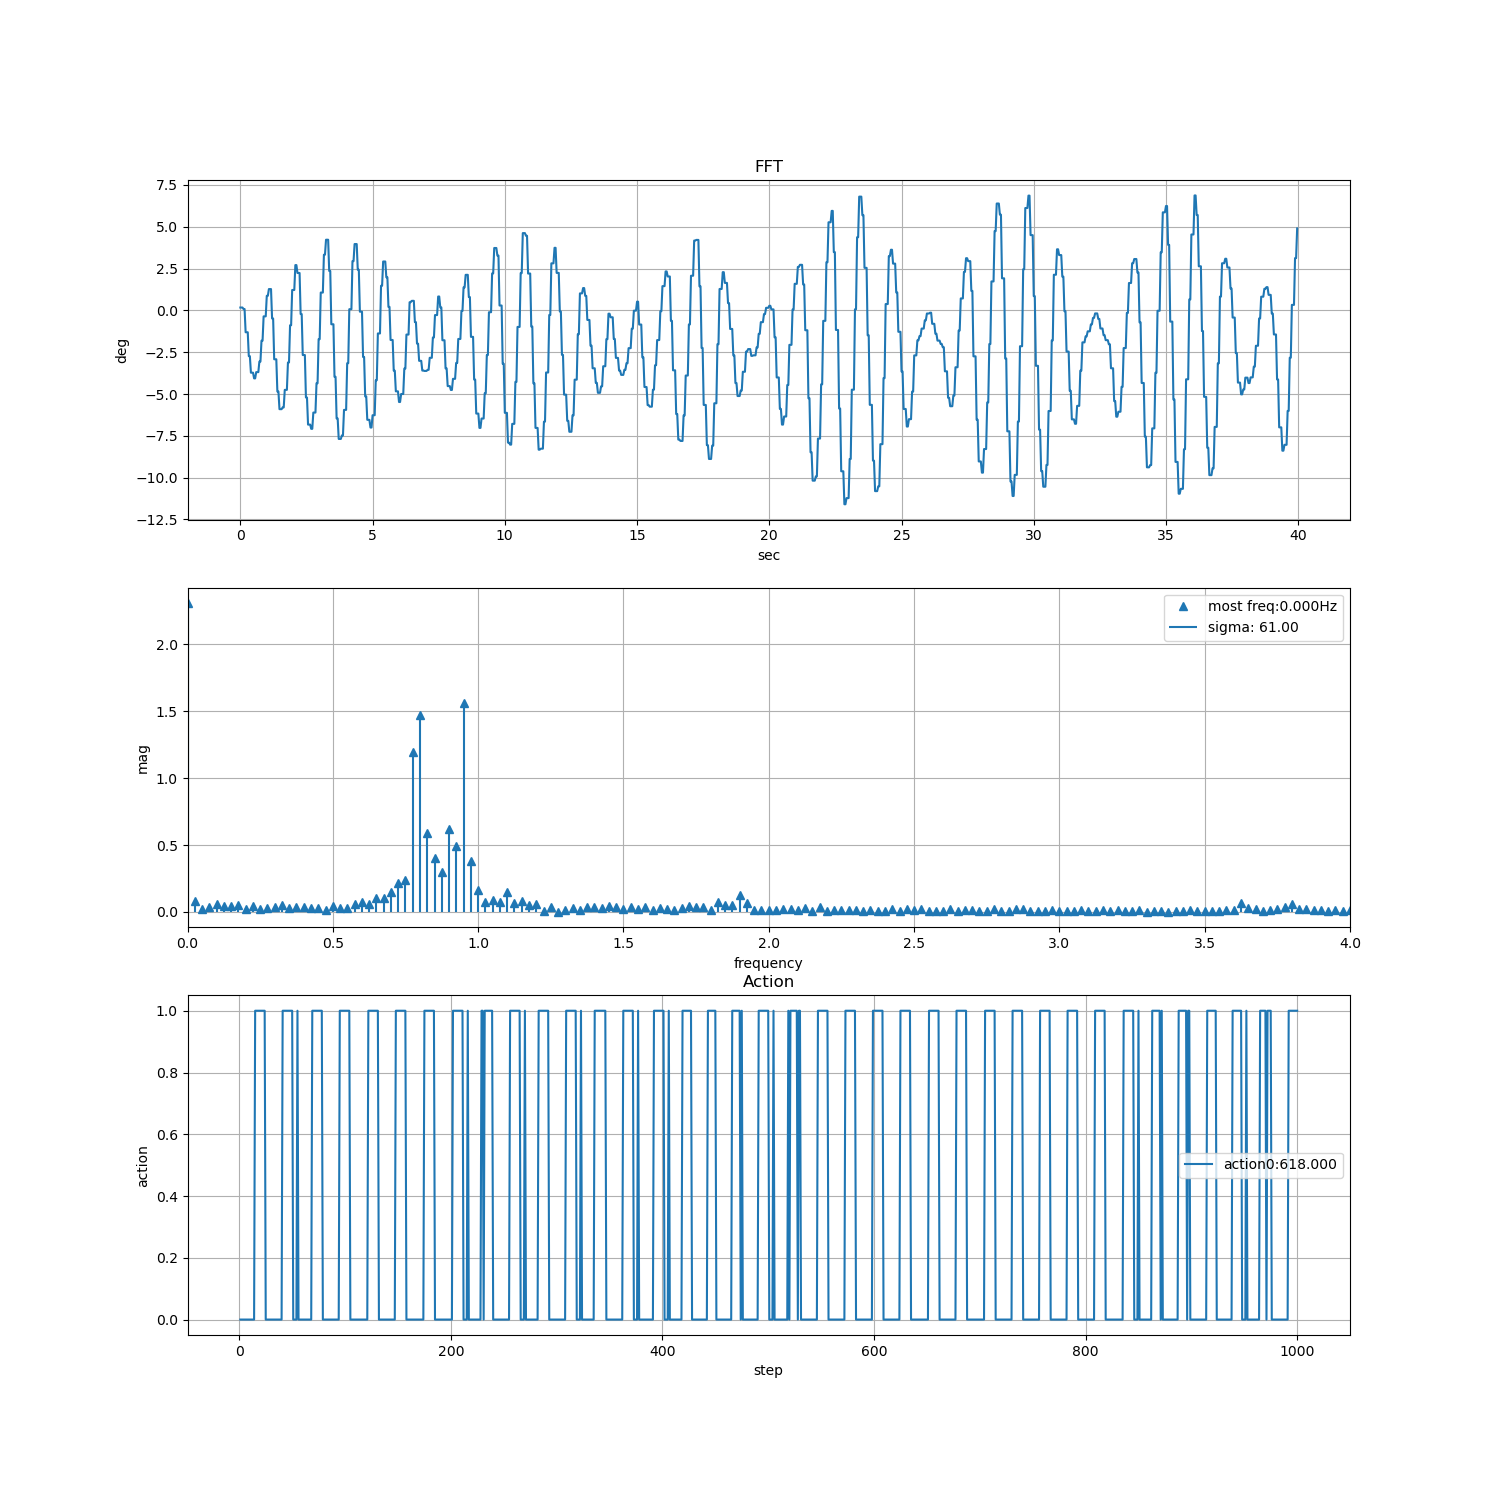 FFT
7.5
5.0
2.5
0.0
−2.5
−5.0
−7.5
−10.0
−12.5
deg
0 5 10 15 20 25 30 35 40
sec
most freq:0.000Hz
sigma: 61.00
2.0
1.5
1.0
0.5
0.0
mag
0.0 0.5 1.0 1.5 2.0 2.5 3.0 3.5 4.0
frequency
Action
1.0
0.8
0.6
0.4
0.2
0.0
action
action0:618.000
0 200 400 600 800 1000
step